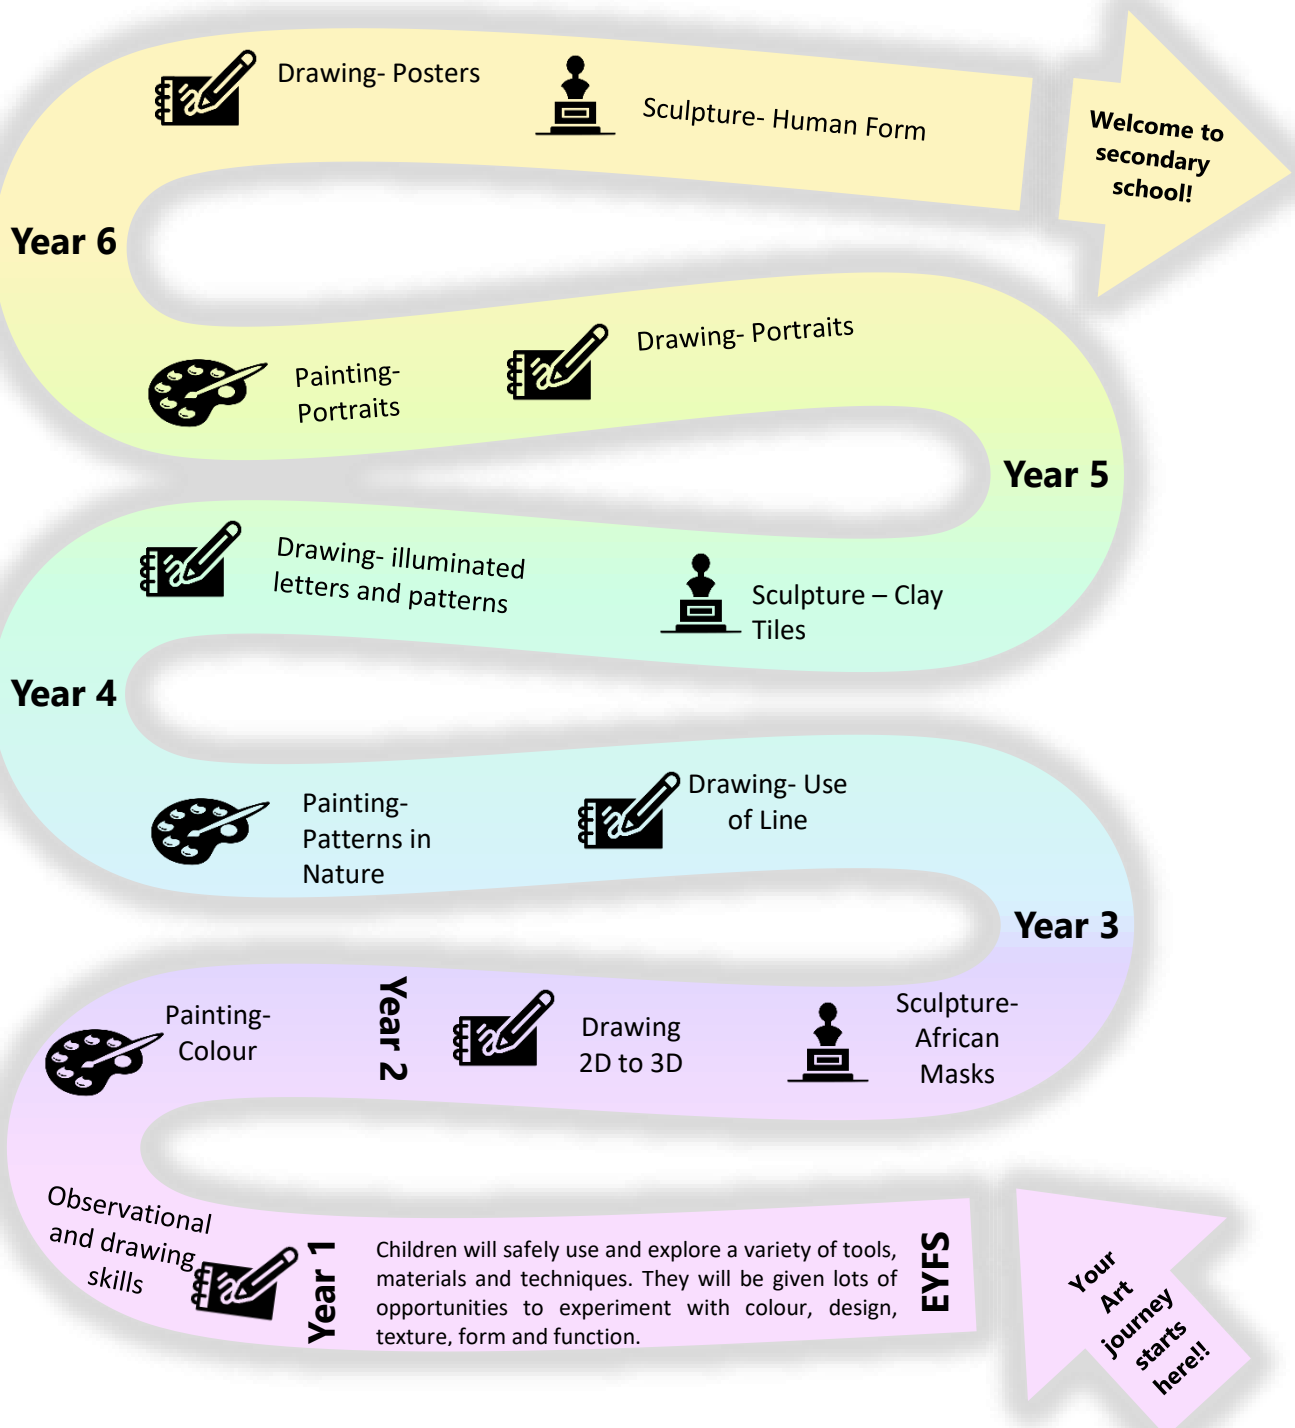 Drawing- Posters
Sculpture- Human Form
Welcome to
secondary
school!
Year 6
Drawing- Portraits
Painting-
Portraits
Year 5
Drawing- illuminated
letters and patterns
Sculpture – Clay
Tiles
Year 4
Painting-
Patterns in
Nature
Drawing- Use
of Line
Year 3
Painting-
Colour
Year 2
Drawing
2D to 3D
Sculpture-
African
Masks
Observational
and drawing
skills
Year 1
Children will safely use and explore a variety of tools,
materials and techniques. They will be given lots of
opportunities to experiment with colour, design,
texture, form and function.
EYFS
Your
Art
journey
starts
here!!